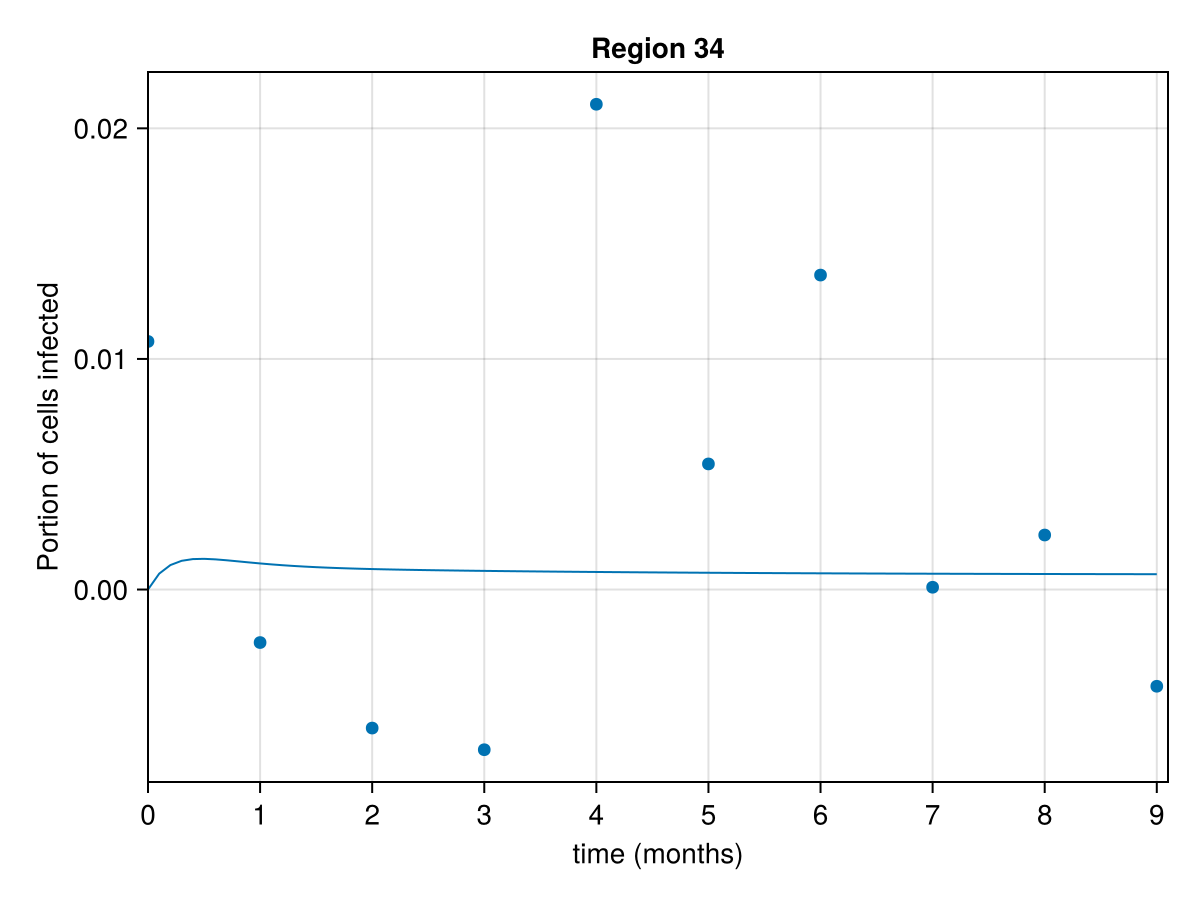 Region 34
Portion of cells infected
0.02
0.01
0.00
0 1 2 3 4 5 6 7 8 9
time (months)